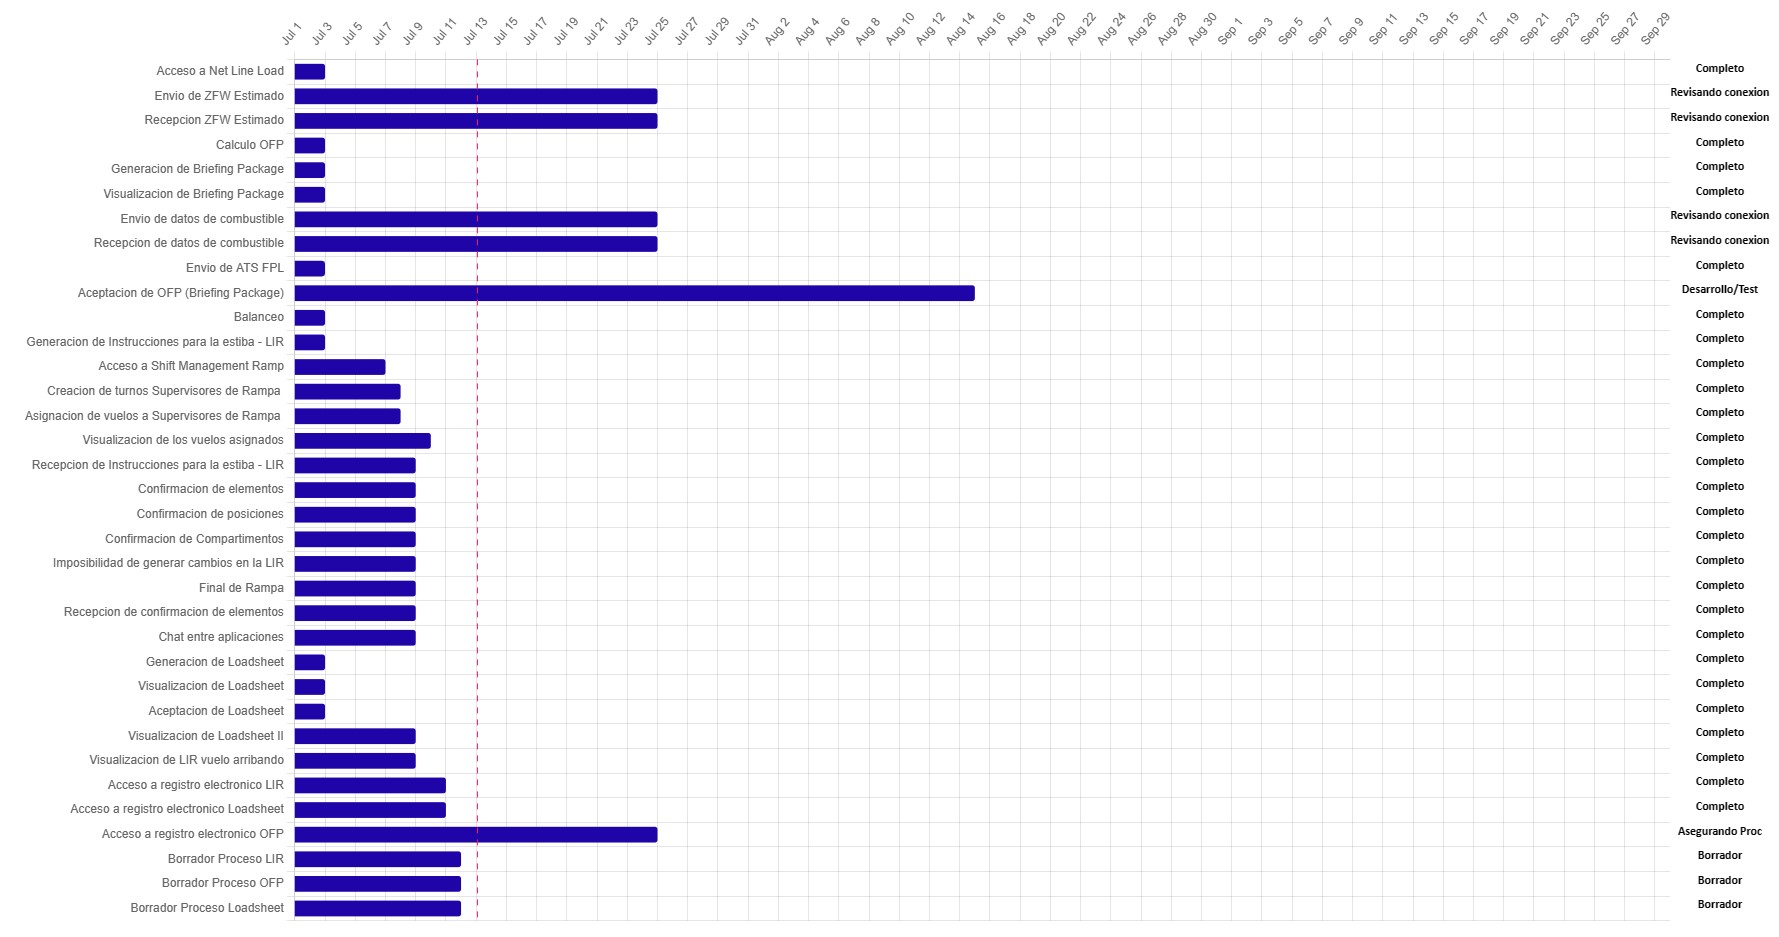 Jul 1 Jul 3 Jul 5 Jul 7 Jul 9 Jul 11 Jul 13 Jul 15 Jul 17 Jul 19 Jul 21 Jul 23 Jul 25 Jul 27 Jul 29 Jul 31 Aug 2 Aug 4 Aug 6 Aug 8 Aug 10 Aug 12 Aug 14 Aug 16 Aug 18 Aug 20 Aug 22 Aug 24 Aug 26 Aug 28 Aug 30 Sep 1 Sep 3 Sep 5 Sep 7 Sep 9 Sep 11 Sep 13 Sep 15 Sep 17 Sep 19 Sep 21 Sep 23 Sep 25 Sep 27 Sep 29
Acceso a Net Line Load Completo
Envio de ZFW Estimado Revisando conexion
Recepcion ZFW Estimado Revisando conexion
Calculo OFP Completo
Generacion de Briefing Package Completo
Visualizacion de Briefing Package Completo
Envio de datos de combustible Revisando conexion
Recepcion de datos de combustible Revisando conexion
Envio de ATS FPL Completo
Aceptacion de OFP (Briefing Package) Desarrollo/Test
Balanceo Completo
Generacion de Instrucciones para la estiba - LIR Completo
Acceso a Shift Management Ramp Completo
Creacion de turnos Supervisores de Rampa Completo
Asignacion de vuelos a Supervisores de Rampa Completo
Visualizacion de los vuelos asignados Completo
Recepcion de Instrucciones para la estiba - LIR Completo
Confirmacion de elementos Completo
Confirmacion de posiciones Completo
Confirmacion de Compartimentos Completo
Imposibilidad de generar cambios en la LIR Completo
Final de Rampa Completo
Recepcion de confirmacion de elementos Completo
Chat entre aplicaciones Completo
Generacion de Loadsheet Completo
Visualizacion de Loadsheet Completo
Aceptacion de Loadsheet Completo
Visualizacion de Loadsheet II Completo
Visualizacion de LIR vuelo arribando Completo
Acceso a registro electronico LIR Completo
Acceso a registro electronico Loadsheet Completo
Acceso a registro electronico OFP Asegurando Proc
Borrador Proceso LIR Borrador
Borrador Proceso OFP Borrador
Borrador Proceso Loadsheet Borrador